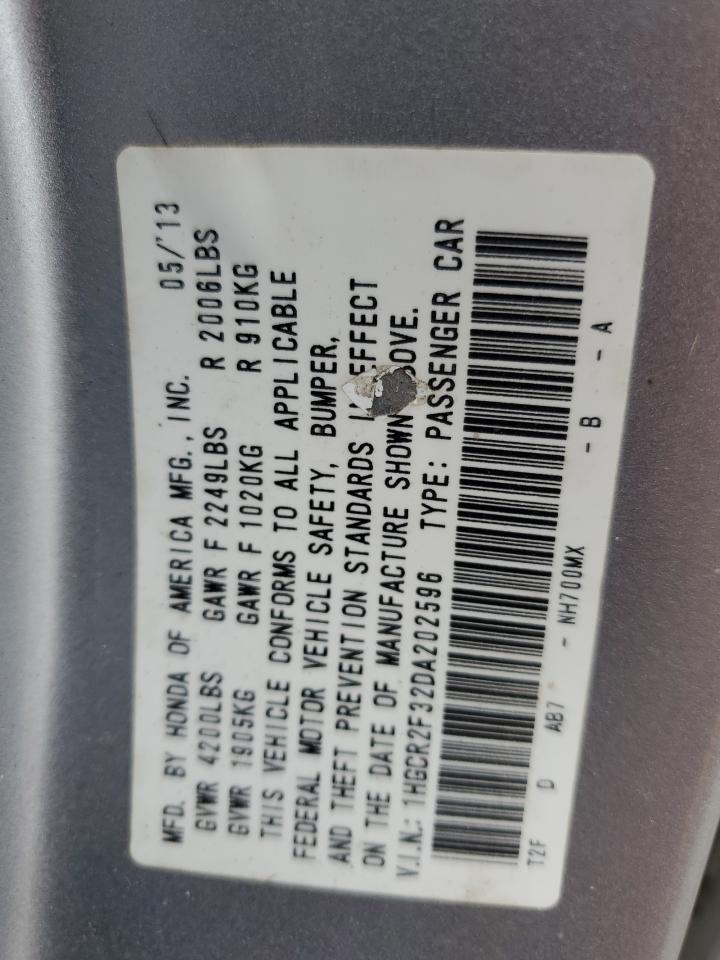 MFD. BY HONDA OF AMERICA MFG., INC. 05/'13
GVWR 4200LBS GAWR F 2249LBS R 2006LBS
GVWR 1905KG GAWR F 1020KG R 910KG
THIS VEHICLE CONFORMS TO ALL APPLICABLE
FEDERAL MOTOR VEHICLE SAFETY, BUMPER,
AND THEFT PREVENTION STANDARDS EFFECT
ON THE DATE OF MANUFACTURE SHOWN OVE.
V.I.N.: 1HGCR2F32DA202596 TYPE: PASSENGER CAR
T2F D AB7 - NH700MX - B - A